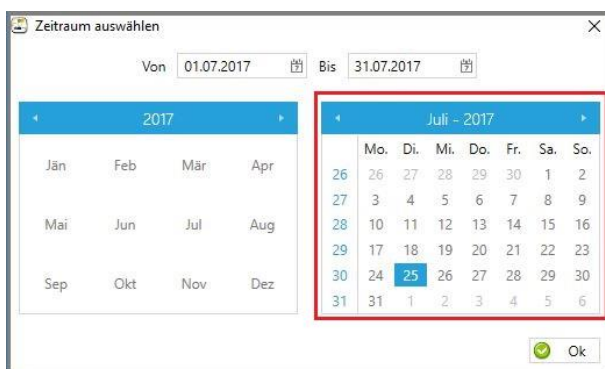 Zeitraum auswählen
Von 01.07.2017 Bis 31.07.2017
2017
Jän Feb Mär Apr
Mai Jun Jul Aug
Sep Okt Nov Dez
Juli - 2017
Mo. Di. Mi. Do. Fr. Sa. So.
26 26 27 28 29 30 1 2
27 3 4 5 6 7 8 9
28 10 11 12 13 14 15 16
29 17 18 19 20 21 22 23
30 24 25 26 27 28 29 30
31 31 1 2 3 4 5 6
Ok